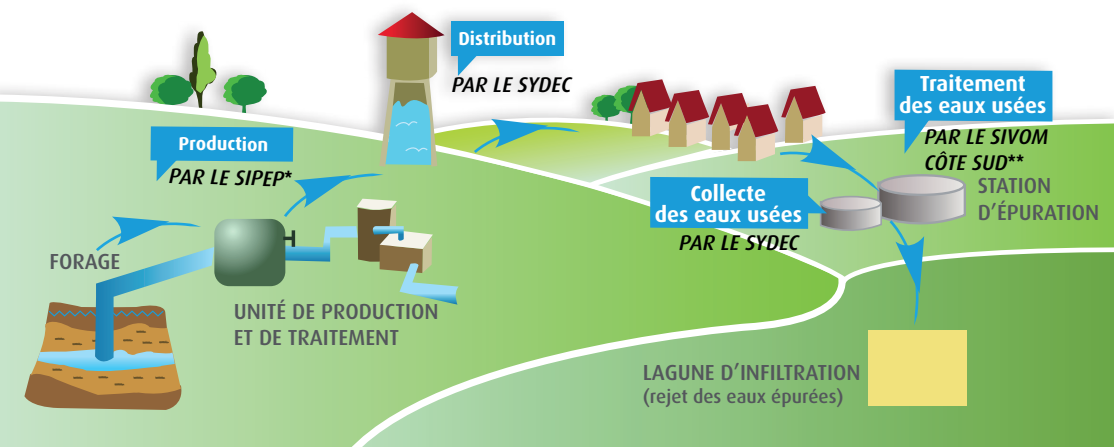 Distribution
PAR LE SYDEC
Production
PAR LE SIPEP*
FORAGE
UNITÉ DE PRODUCTION
ET DE TRAITEMENT
Traitement
des eaux usées
PAR LE SIVOM
CÔTE SUD**
STATION
D'ÉPURATION
Collecte
des eaux usées
PAR LE SYDEC
LAGUNE D'INFILTRATION
(rejet des eaux épurées)